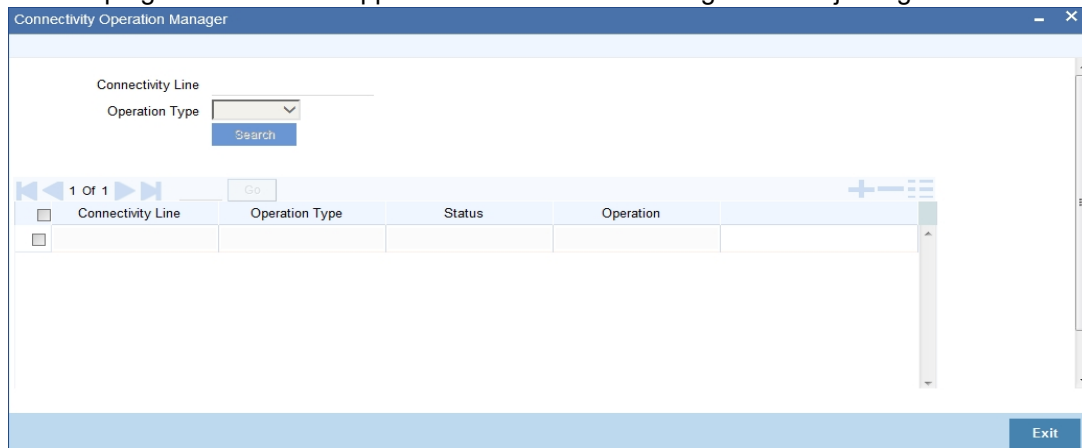 Connectivity Operation Manager
Connectivity Line
Operation Type
Search
1 Of 1
Go
Connectivity Line Operation Type Status Operation
Exit